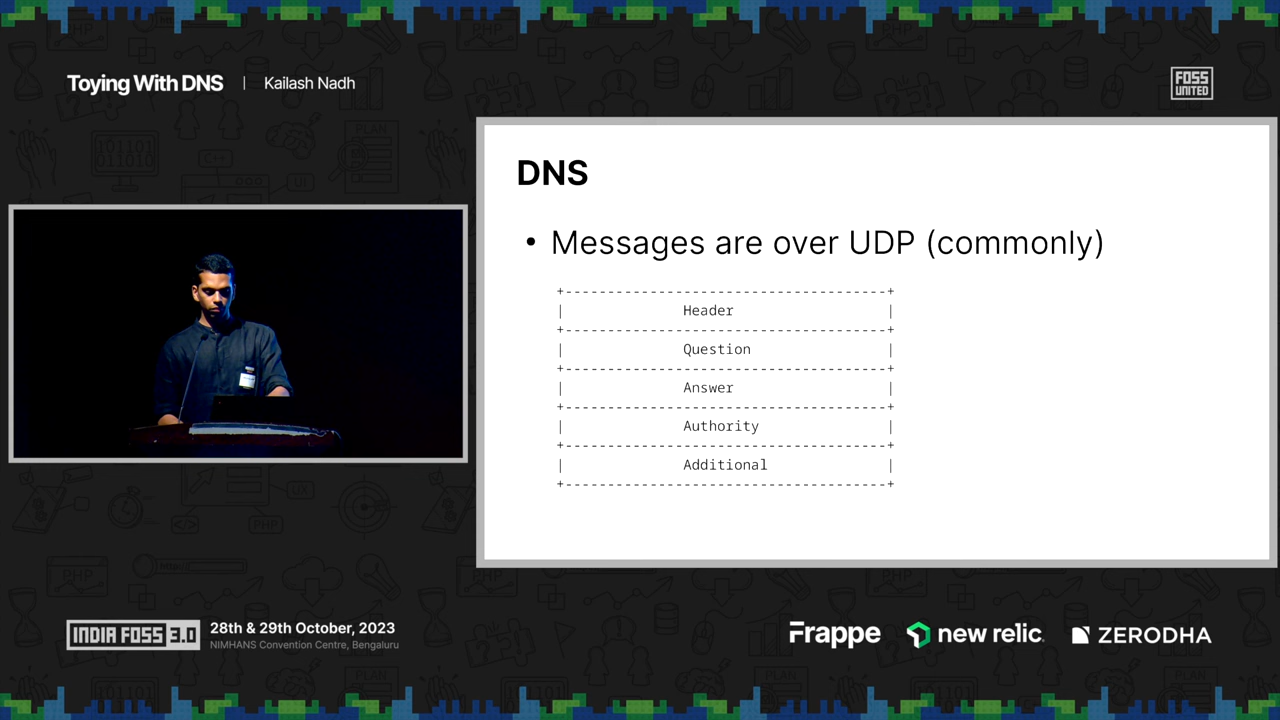 Toying With DNS | Kailash Nadh
FOSS
UNITED
DNS
• Messages are over UDP (commonly)
+--------------------------------------+
| Header |
+--------------------------------------+
| Question |
+--------------------------------------+
| Answer |
+--------------------------------------+
| Authority |
+--------------------------------------+
| Additional |
+--------------------------------------+
INDIA FOSS 3.0
28th & 29th October, 2023
NIMHANS Convention Centre, Bengaluru
Frappe
new relic
ZERODHA